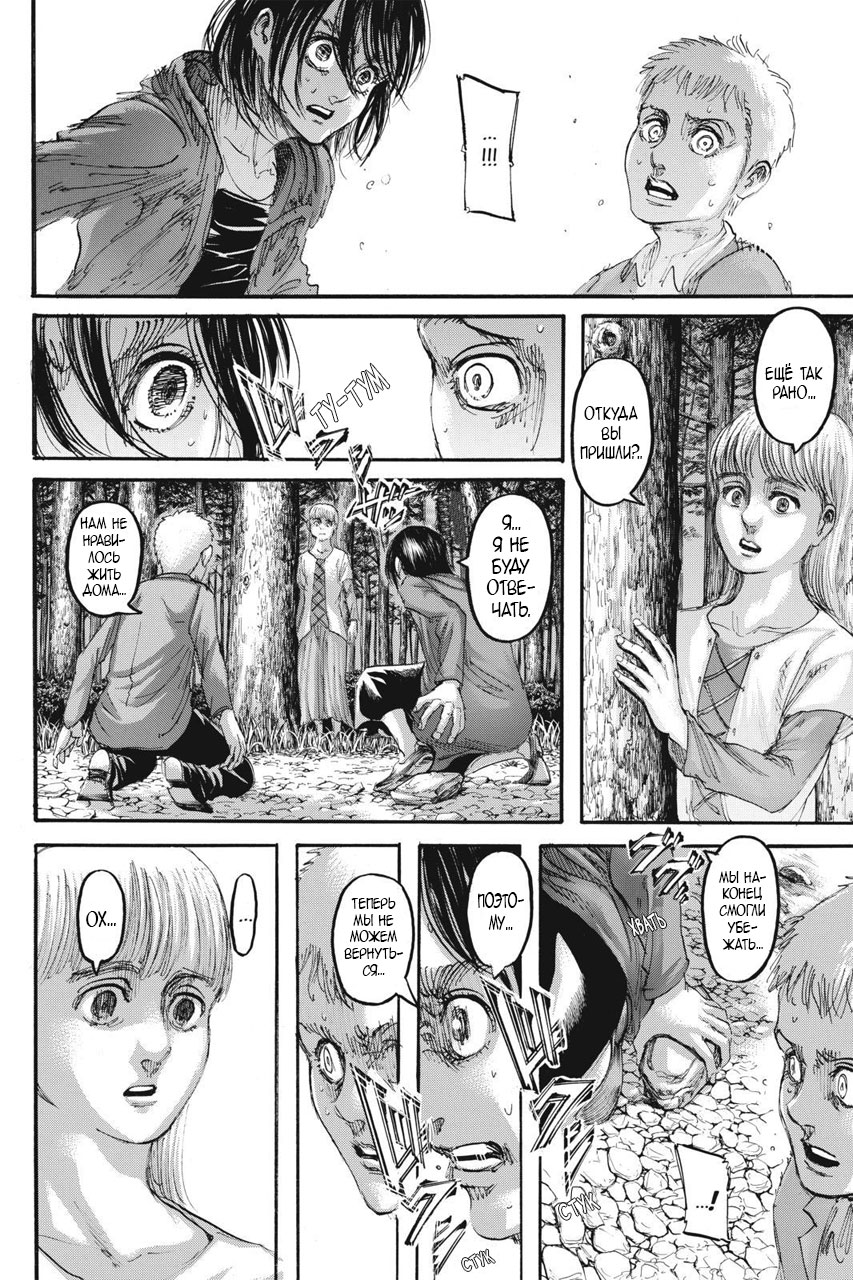 ...
!!!
ЕЩЁ ТАК
РАНО...
ОТКУДА
ВЫ
ПРИШЛИ?..
ТУ-ТУМ
Я...
Я НЕ
БУДУ
ОТВЕ-
ЧАТЬ.
НАМ НЕ
НРАВИ-
ЛОСЬ
ЖИТЬ
ДОМА...
МЫ НА-
КОНЕЦ
СМОГЛИ
УБЕ-
ЖАТЬ...
ХВАТЬ
...!
СТУК
ПОЭТО-
МУ...
СТУК
ТЕПЕРЬ
МЫ НЕ
МОЖЕМ
ВЕРНУТЬ-
СЯ...
...
ОХ...